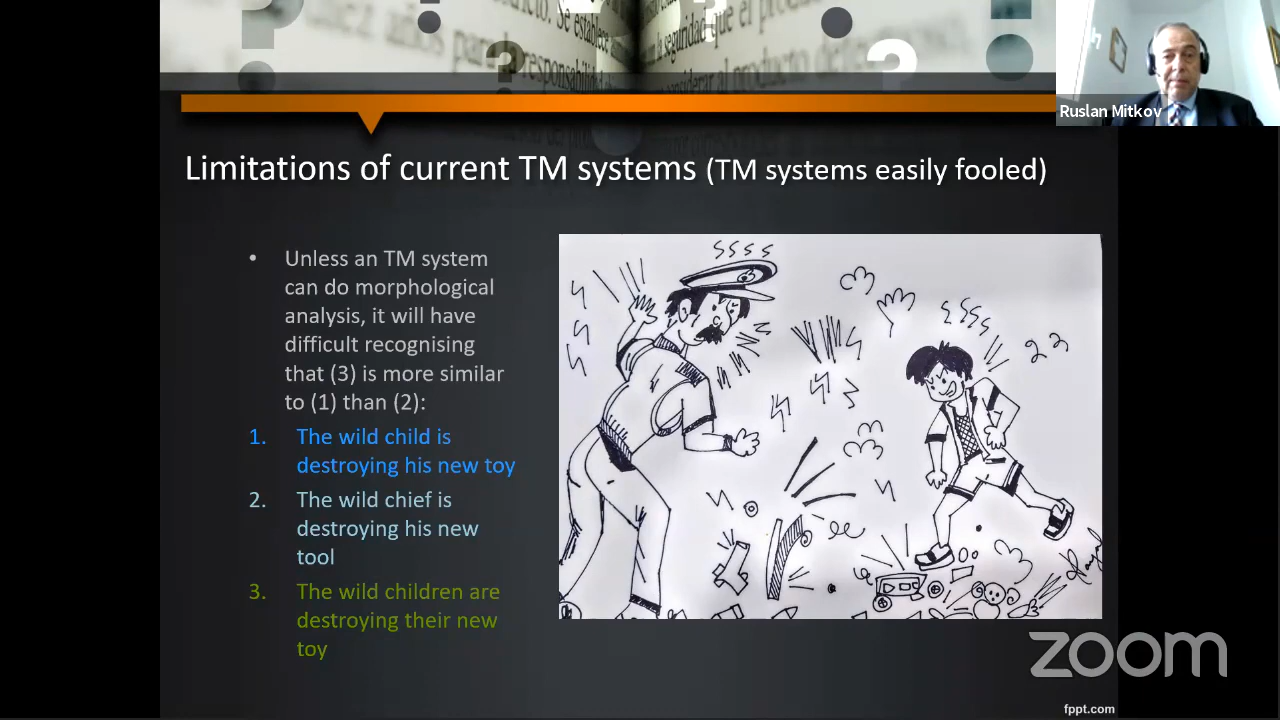 Ruslan Mitkov
Limitations of current TM systems (TM systems easily fooled)
• Unless an TM system
can do morphological
analysis, it will have
difficult recognising
that (3) is more similar
to (1) than (2):
1. The wild child is
destroying his new toy
2. The wild chief is
destroying his new
tool
3. The wild children are
destroying their new
toy
zoom
fppt.com